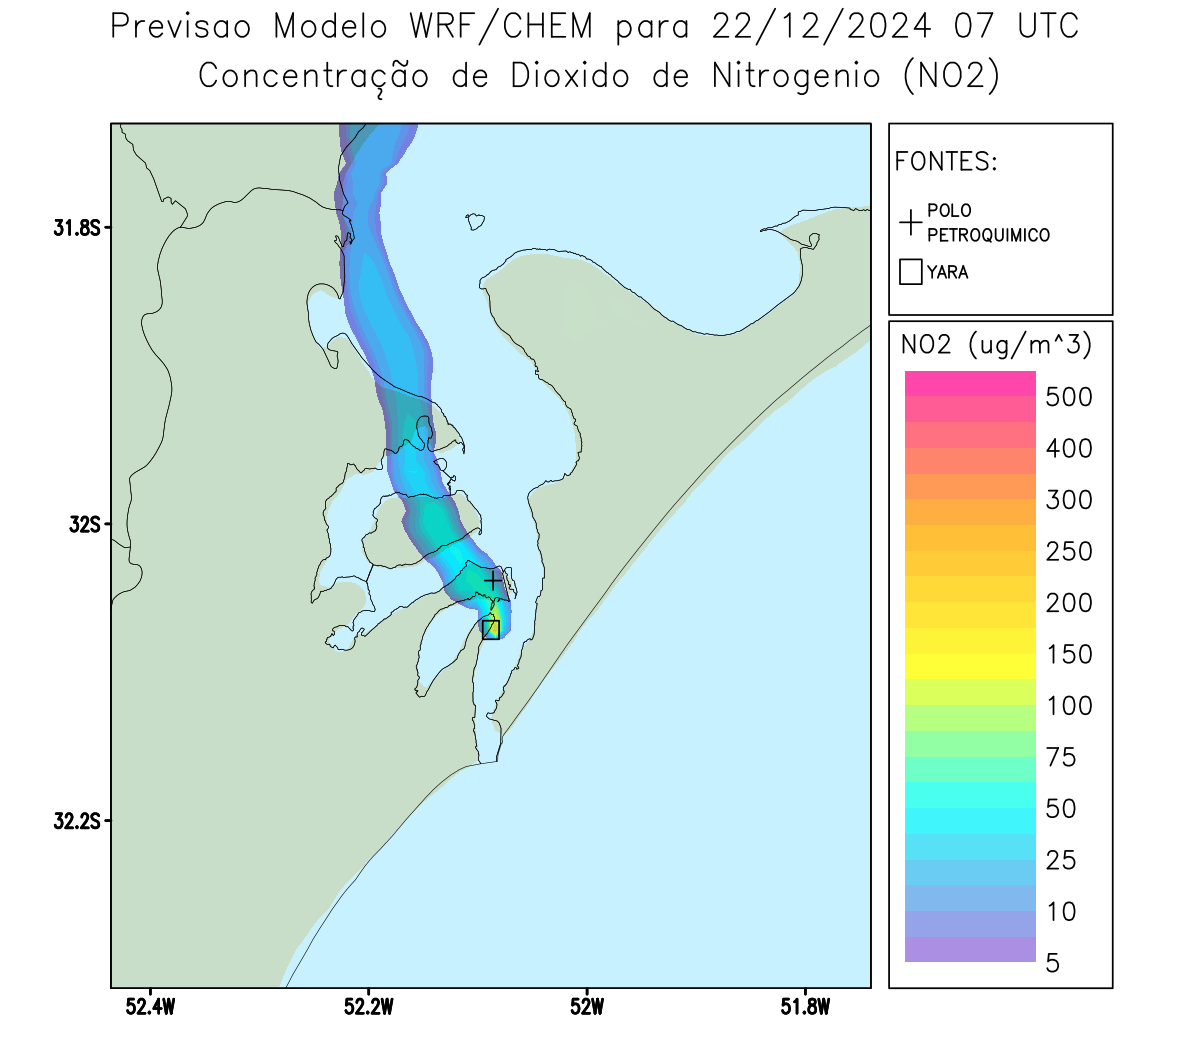 Previsao Modelo WRF/CHEM para 22/12/2024 07 UTC
Concentração de Dioxido de Nitrogenio (NO2)
FONTES:
POLO
PETROQUIMICO
YARA
NO2 (ug/m^3)
500
400
300
250
200
150
100
75
50
25
10
5
31.8S
32S
32.2S
52.4W
52.2W
52W
51.8W